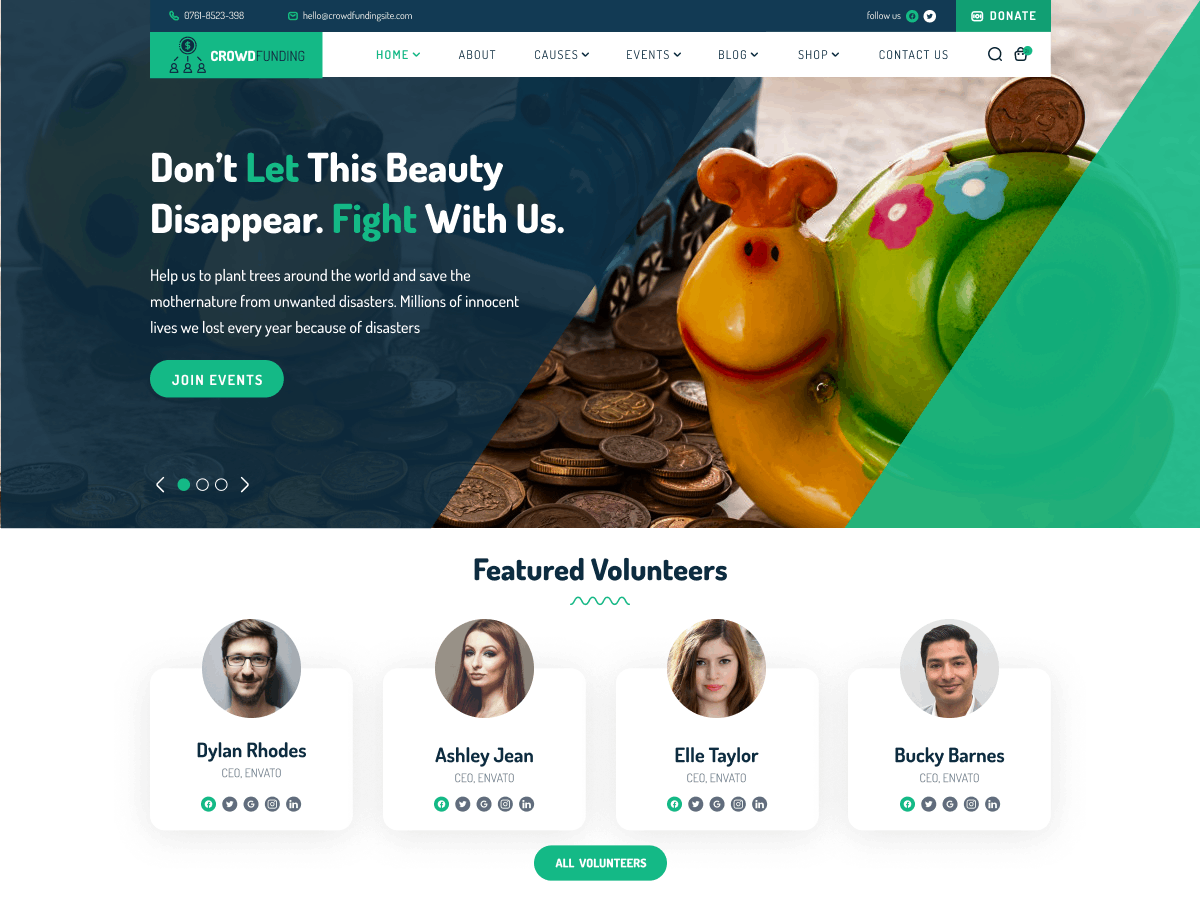 0761-8523-398 hello@crowdfundingsite.com follow us DONATE
CROWDFUNDING HOME ABOUT CAUSES EVENTS BLOG SHOP CONTACT US
Don’t Let This Beauty
Disappear. Fight With Us.
Help us to plant trees around the world and save the
mothernature from unwanted disasters. Millions of innocent
lives we lost every year because of disasters
JOIN EVENTS
Featured Volunteers
Dylan Rhodes
CEO, ENVATO
Ashley Jean
CEO, ENVATO
Elle Taylor
CEO, ENVATO
Bucky Barnes
CEO, ENVATO
ALL VOLUNTEERS